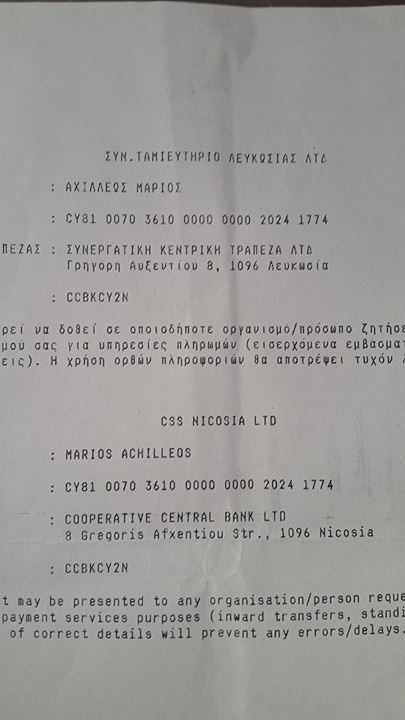 ΣΥΝ.ΤΑΜΙΕΥΤΗΡΙΟ ΛΕΥΚΩΣΙΑΣ ΛΤΔ
: ΑΧΙΛΛΕΩΣ ΜΑΡΙΟΣ
: CY81 0070 3610 0000 0000 2024 1774
ΠΕΖΑΣ : ΣΥΝΕΡΓΑΤΙΚΗ ΚΕΝΤΡΙΚΗ ΤΡΑΠΕΖΑ ΛΤΔ
Γρηγορη Αυξεντίου 8, 1096 Λευκωσία
: CCBKCY2N
ρεί να δοθεί σε οποιοδήποτε οργανισμό/πρόσωπο ζητήσε
μού σας για υπηρεσίες πληρωμών (εισερχόμενα εμβάσματ
εις). Η χρήση ορθών πληροφοριών θα αποτρέψει τυχόν
CSS NICOSIA LTD
: MARIOS ACHILLEOS
: CY81 0070 3610 0000 0000 2024 1774
: COOPERATIVE CENTRAL BANK LTD
8 Gregoris Afxentiou Str., 1096 Nicosia
: CCBKCY2N
t may be presented to any organisation/person reque
payment services purposes (inward transfers, standi
of correct details will prevent any errors/delays.